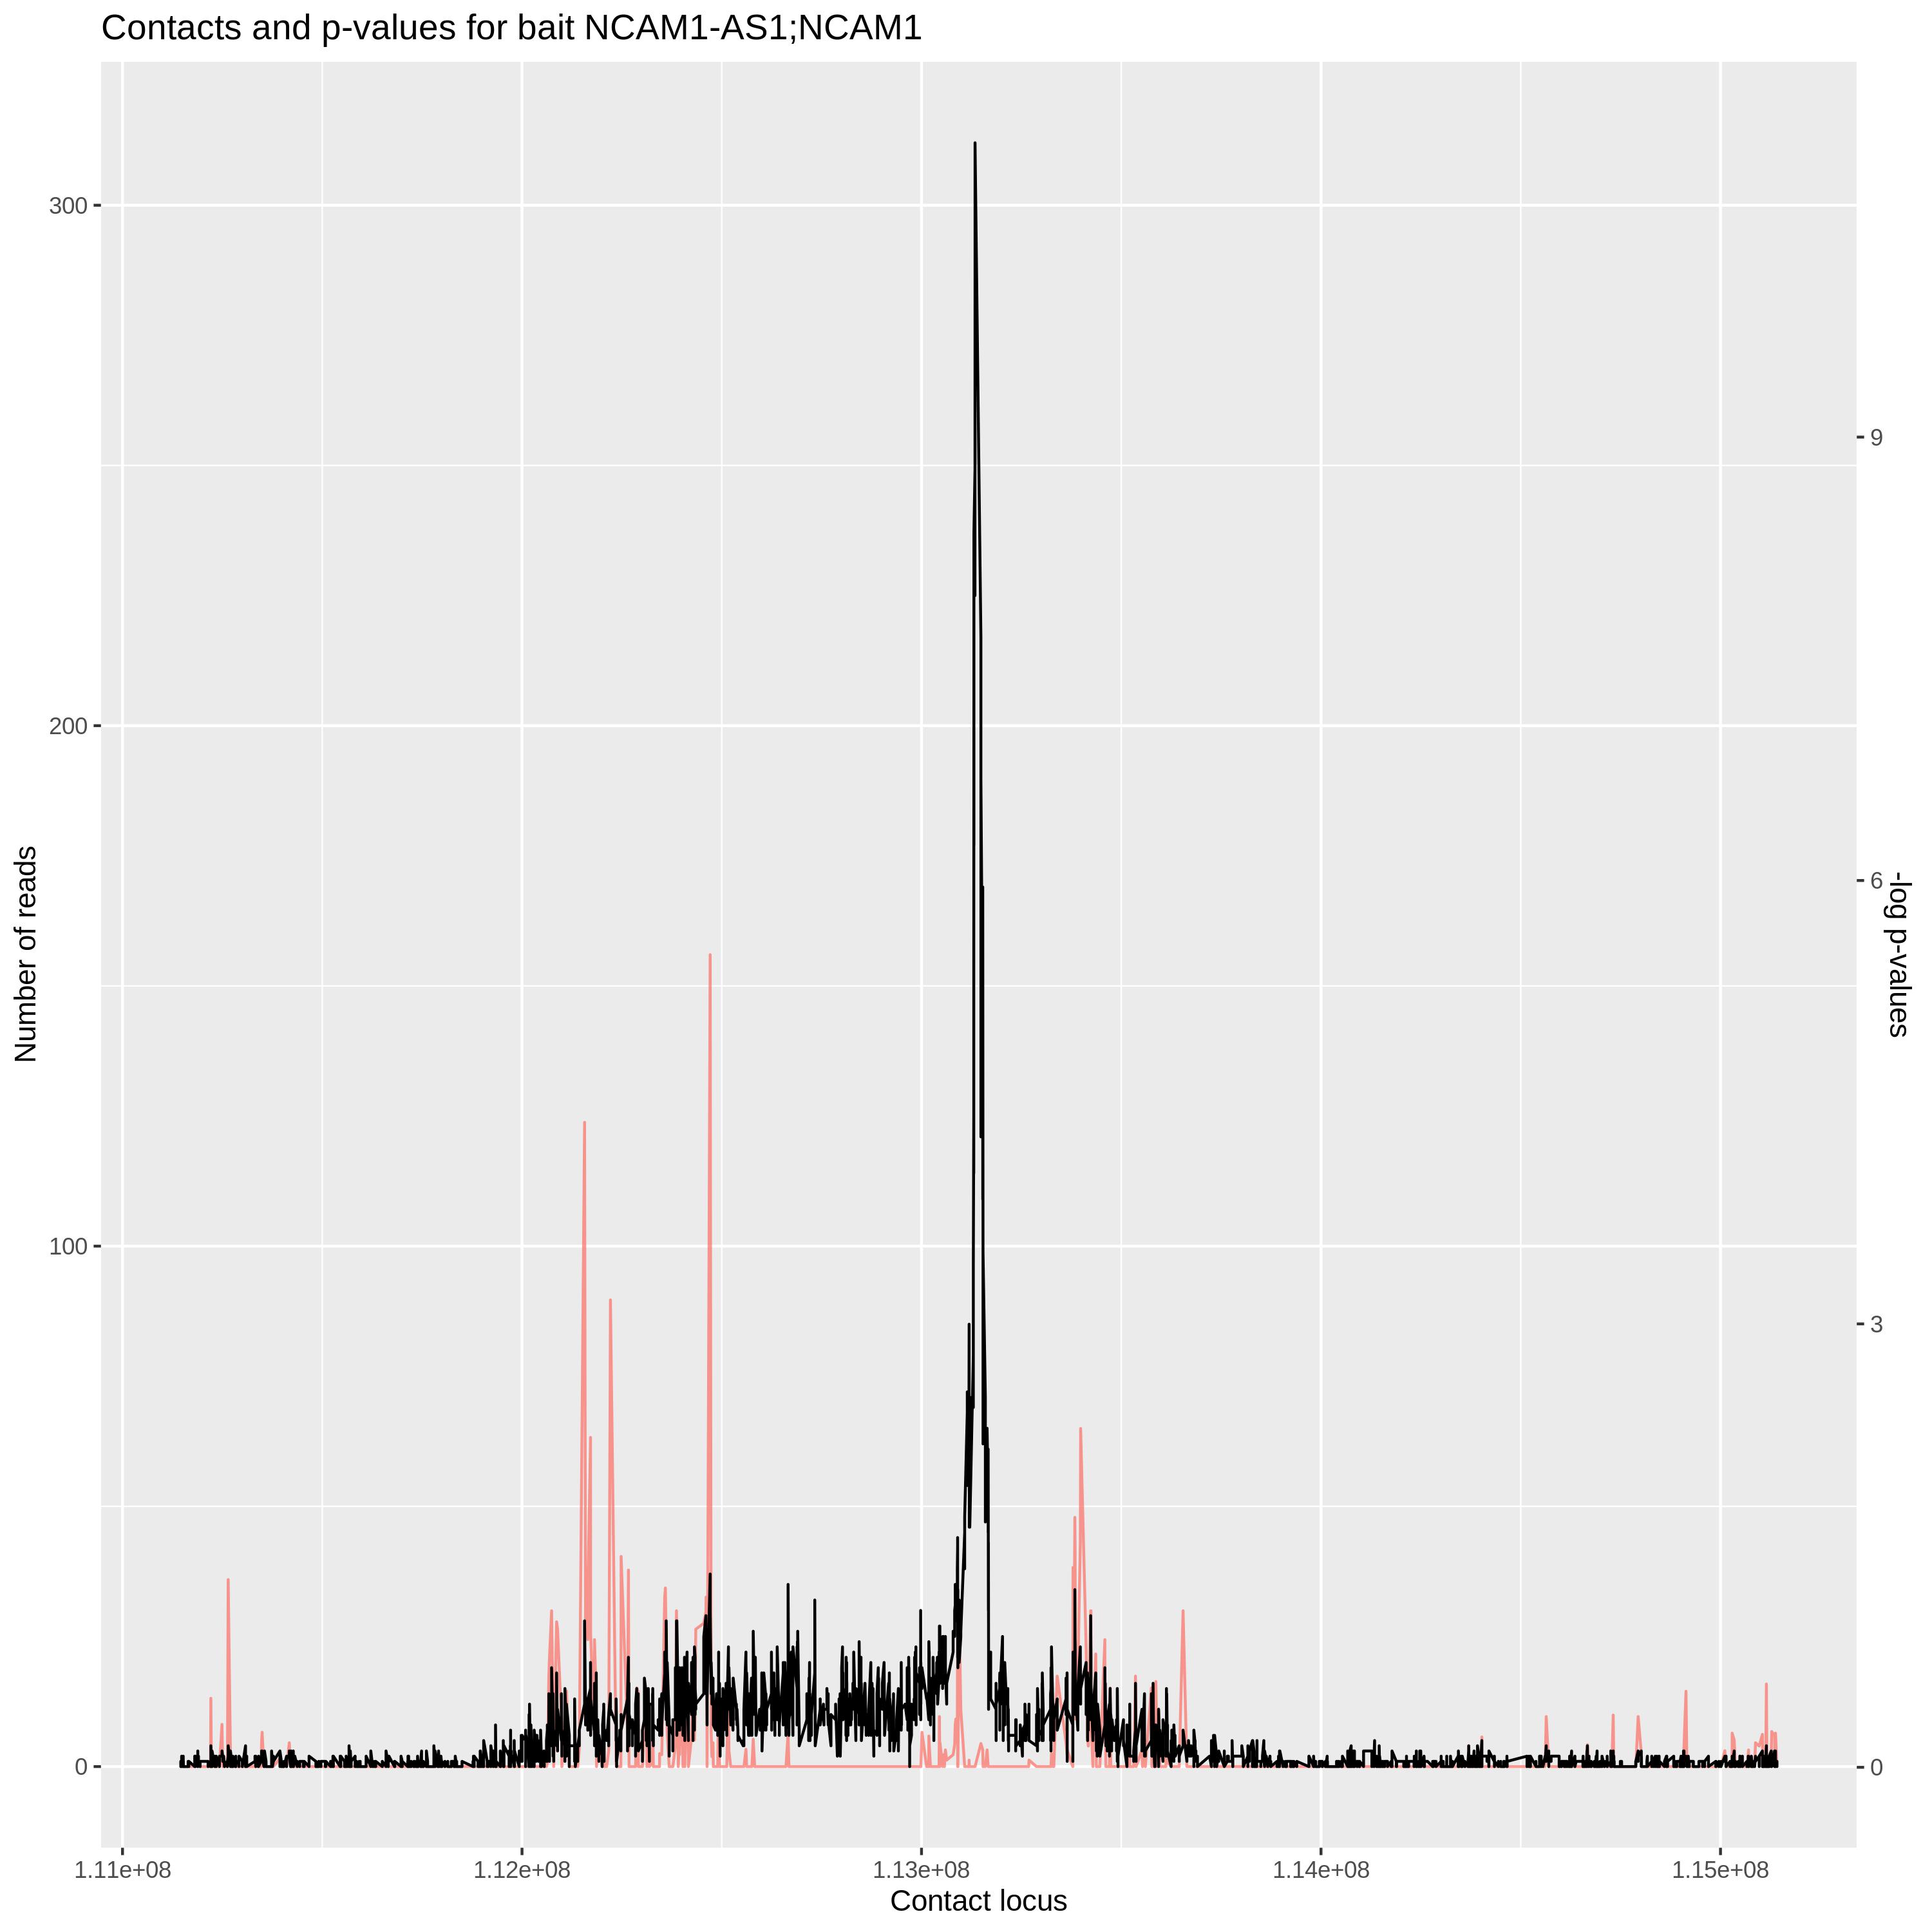 Contacts and p-values for bait NCAM1-AS1;NCAM1
300
200
100
0
Number of reads
9
6
3
0
-log p-values
1.11e+08 1.12e+08 1.13e+08 1.14e+08 1.15e+08
Contact locus